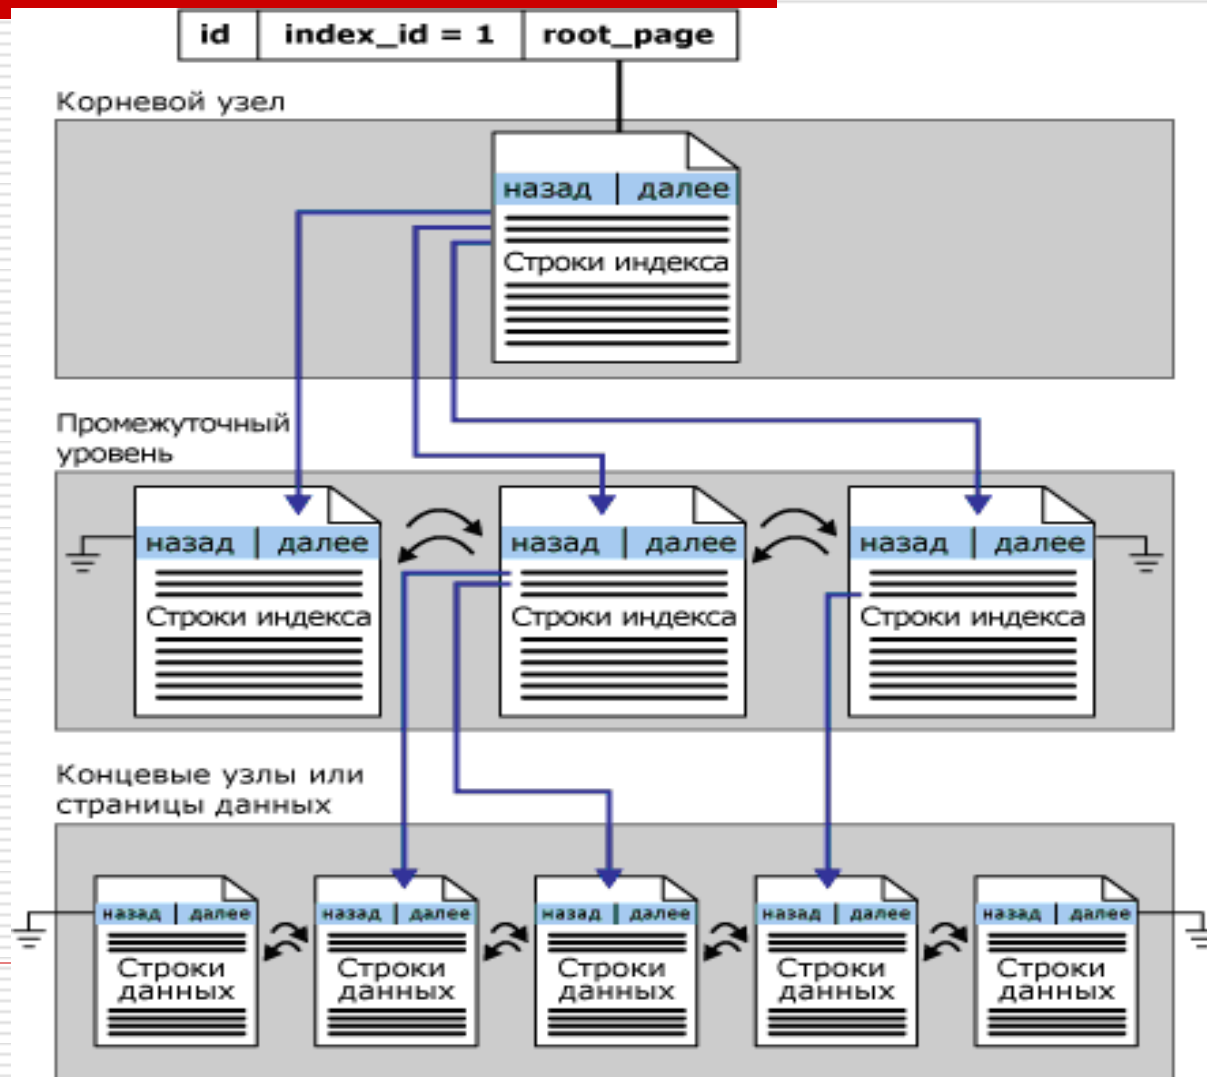 id index_id = 1 root_page
Корневой узел
назад далее
Строки индекса
Промежуточный
уровень
назад далее назад далее назад далее
Строки индекса Строки индекса Строки индекса
Концевые узлы или
страницы данных
назад далее назад далее назад далее назад далее назад далее
Строки Строки Строки Строки Строки
данных данных данных данных данных